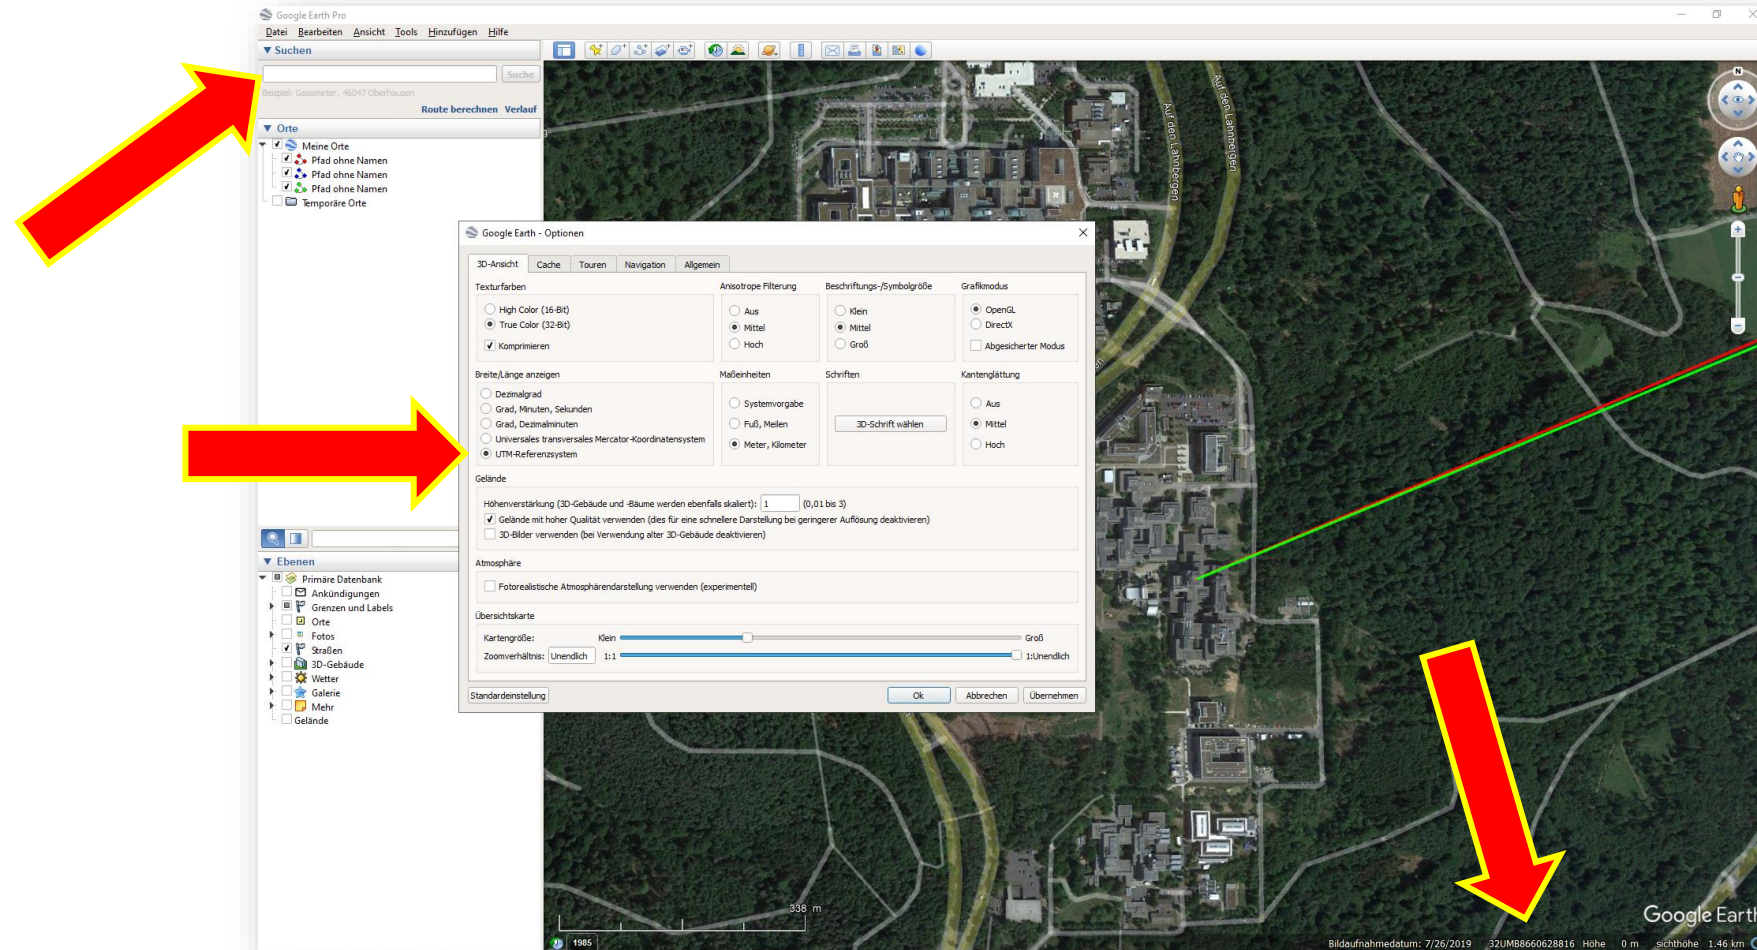 Google Earth Pro
Datei Bearbeiten Ansicht Tools Hinzufügen Hilfe
▼ Suchen
Suche
Beispiel: Gasometer, 46047 Oberhausen
Route berechnen Verlauf
▼ Orte
Meine Orte
Pfad ohne Namen
Pfad ohne Namen
Pfad ohne Namen
Temporäre Orte
▼ Ebenen
Primäre Datenbank
Ankündigungen
Grenzen und Labels
Orte
Fotos
Straßen
3D-Gebäude
Wetter
Galerie
Mehr
Gelände
Google Earth - Optionen
3D-Ansicht Cache Touren Navigation Allgemein
Texturfarben
High Color (16-Bit)
True Color (32-Bit)
Komprimieren
Anisotrope Filterung
Aus
Mittel
Hoch
Beschriftungs-/Symbolgröße
Klein
Mittel
Groß
Grafikmodus
OpenGL
DirectX
Abgesicherter Modus
Breite/Länge anzeigen
Dezimalgrad
Grad, Minuten, Sekunden
Grad, Dezimalminuten
Universales transversales Mercator-Koordinatensystem
UTM-Referenzsystem
Maßeinheiten
Systemvorgabe
Fuß, Meilen
Meter, Kilometer
Schriften
3D-Schrift wählen
Kantenglättung
Aus
Mittel
Hoch
Gelände
Höhenverstärkung (3D-Gebäude und -Bäume werden ebenfalls skaliert): 1 (0,01 bis 3)
Gelände mit hoher Qualität verwenden (dies für eine schnellere Darstellung bei geringerer Auflösung deaktivieren)
3D-Bilder verwenden (bei Verwendung alter 3D-Gebäude deaktivieren)
Atmosphäre
Fotorealistische Atmosphärendarstellung verwenden (experimentell)
Übersichtskarte
Kartengröße: Klein Groß
Zoomverhältnis: Unendlich 1:1 1:Unendlich
Standardeinstellung Ok Abbrechen Übernehmen
Auf den Lahnbergen
Auf den Lahnbergen
N
338 m
1985
Google Earth
Bildaufnahmedatum: 7/26/2019 32UMB8660628816 Höhe 0 m sichthöhe 1.46 km